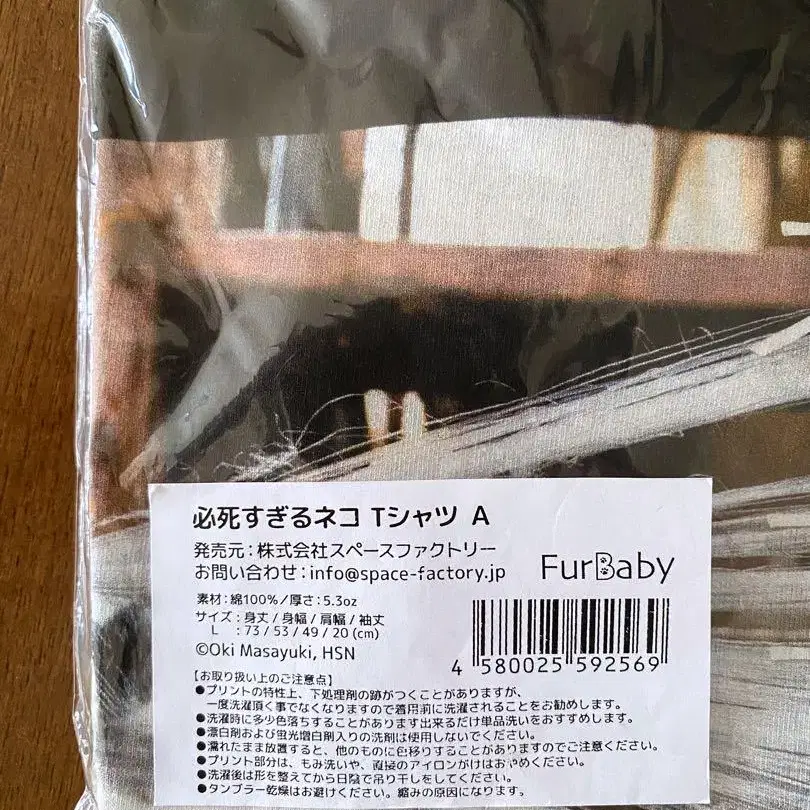 必死すぎるネコ Tシャツ A
発売元：株式会社スペースファクトリー
お問い合わせ：info@space-factory.jp
FurBaby
素材：綿100%／厚さ：5.3oz
サイズ：身丈 / 身幅 / 肩幅 / 袖丈
L ：73 / 53 / 49 / 20 (cm)
©Oki Masayuki, HSN
4 580025 592569
【お取り扱い上のご注意点】
●プリントの特性上、下処理剤の跡がつくことがありますが、
一度洗濯頂く事でなくなりますので着用前に洗濯されることをお勧めします。
●洗濯時に多少色落ちすることがあります出来るだけ単品洗いをおすすめします。
●漂白剤および蛍光増白剤入りの洗剤は使用しないでください。
●濡れたまま放置すると、他のものに色移りすることがありますのでご注意ください。
●プリント部分は、もみ洗いや、直接のアイロンがけはおやめください。
●洗濯後は形を整えてから日陰で吊り干しをしてください。
●タンブラー乾燥はお避けください。縮みの原因になります。